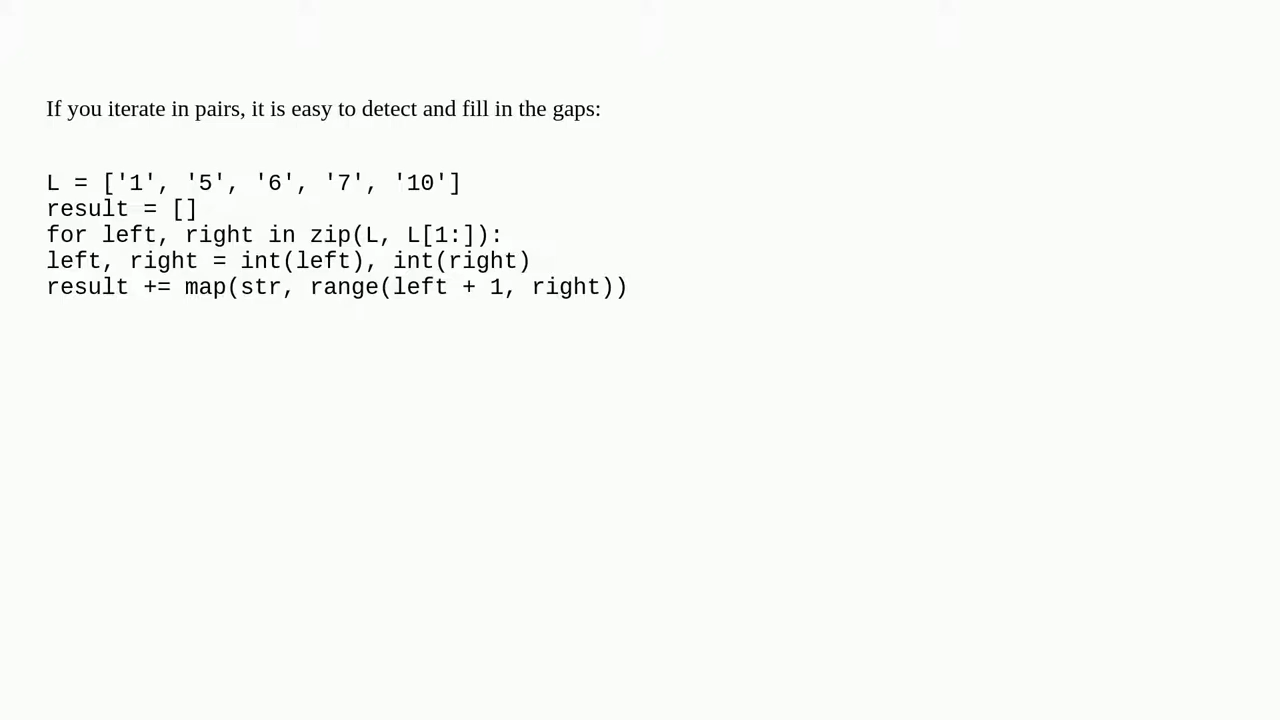 If you iterate in pairs, it is easy to detect and fill in the gaps:
L = ['1', '5', '6', '7', '10']
result = []
for left, right in zip(L, L[1:]):
left, right = int(left), int(right)
result += map(str, range(left + 1, right))